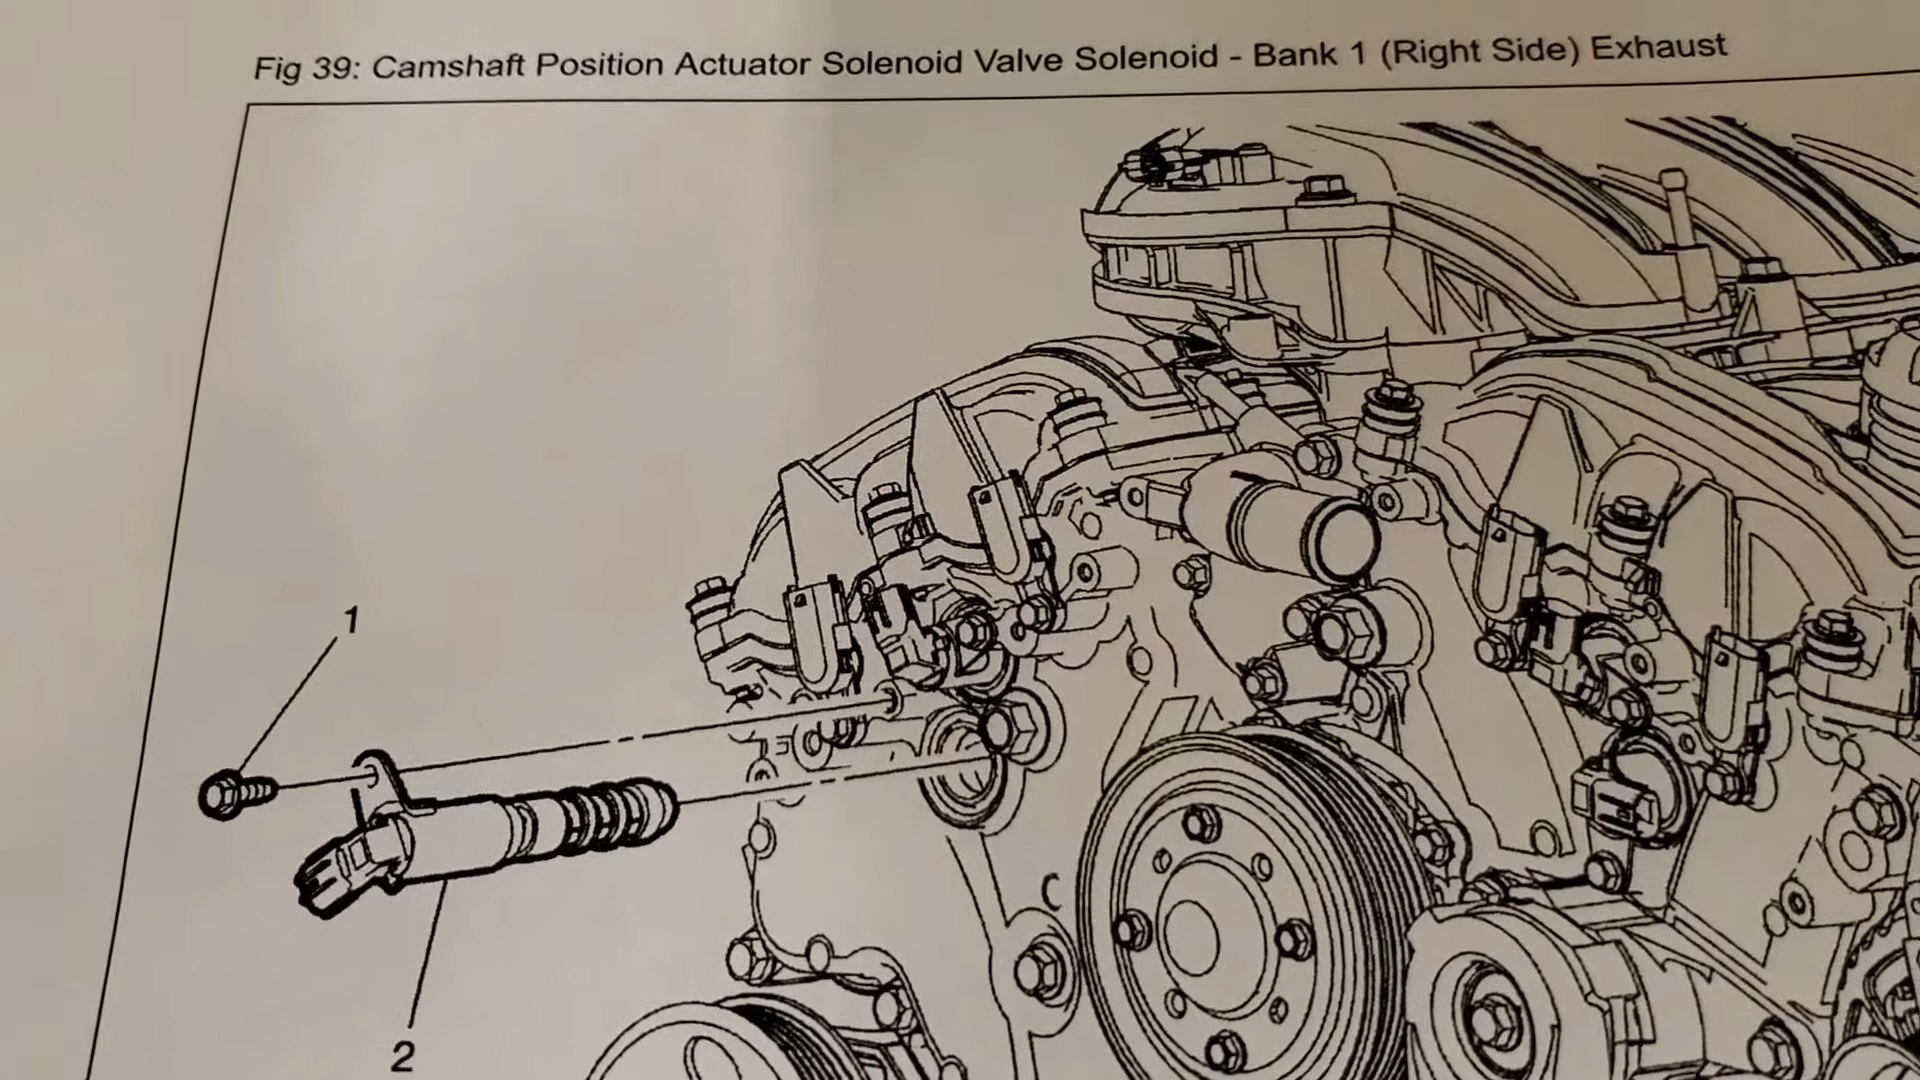 Fig 39: Camshaft Position Actuator Solenoid Valve Solenoid - Bank 1 (Right Side) Exhaust
1
2